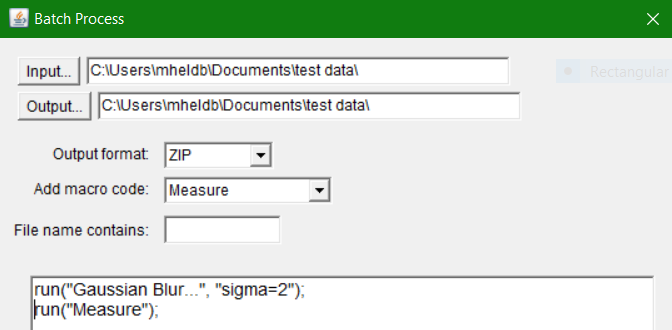 Batch Process
Input... C:\Users\mheldb\Documents\test data\
Rectangular
Output... C:\Users\mheldb\Documents\test data\
Output format: ZIP
Add macro code: Measure
File name contains:
run("Gaussian Blur...", "sigma=2");
run("Measure");